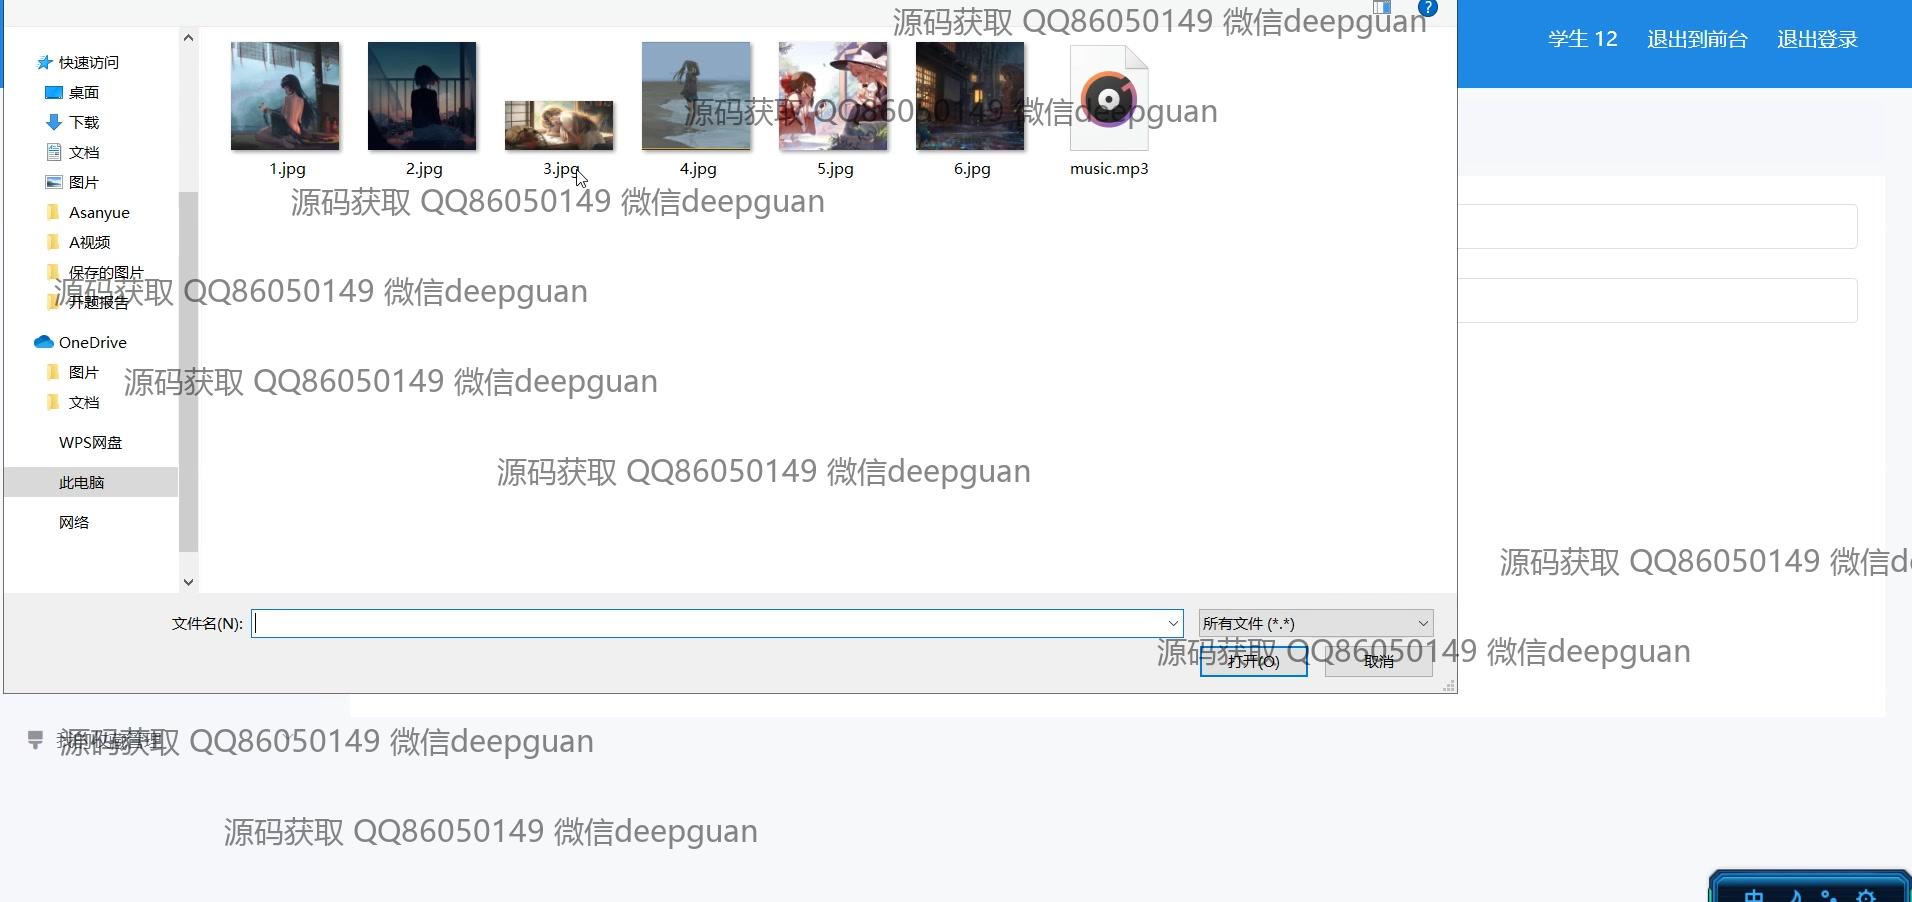 源码获取 QQ86050149 微信deepguan
学生 12
退出到前台
退出登录
快速访问
桌面
下载
文档
图片
Asanyue
A视频
保存的图片
开题报告
OneDrive
图片
文档
WPS网盘
此电脑
网络
1.jpg
2.jpg
3.jpg
4.jpg
5.jpg
6.jpg
music.mp3
源码获取 QQ86050149 微信deepguan
源码获取 QQ86050149 微信deepguan
源码获取 QQ86050149 微信deepguan
源码获取 QQ86050149 微信deepguan
源码获取 QQ86050149 微信deepguan
源码获取 QQ86050149 微信de
文件名(N):
所有文件 (*.*)
源码获取 QQ86050149 微信deepguan
打开(O)
取消
我的收藏管理
源码获取 QQ86050149 微信deepguan
源码获取 QQ86050149 微信deepguan
中